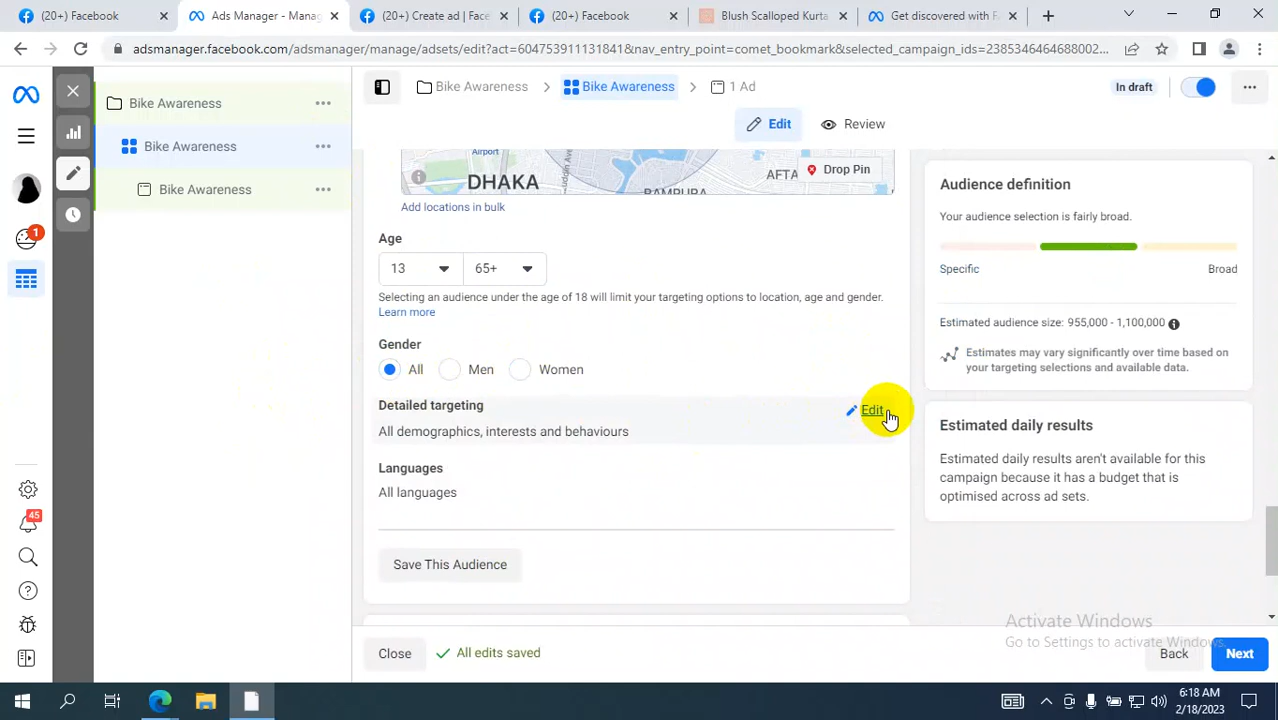 (20+) Facebook
Ads Manager - Manag
(20+) Create ad | Face
(20+) Facebook
Blush Scalloped Kurta
Get discovered with FA
adsmanager.facebook.com/adsmanager/manage/adsets/edit?act=604753911131841&nav_entry_point=comet_bookmark&selected_campaign_ids=2385346464688002...
Bike Awareness
Bike Awareness
1 Ad
In draft
Edit
Review
Bike Awareness
Bike Awareness
Bike Awareness
1
45
Airport
DHAKA
RAMPURA
AFTA
Drop Pin
Add locations in bulk
Age
13
65+
Selecting an audience under the age of 18 will limit your targeting options to location, age and gender.
Learn more
Gender
All
Men
Women
Detailed targeting
Edit
All demographics, interests and behaviours
Languages
All languages
Save This Audience
Audience definition
Your audience selection is fairly broad.
Specific
Broad
Estimated audience size: 955,000 - 1,100,000
Estimates may vary significantly over time based on
your targeting selections and available data.
Estimated daily results
Estimated daily results aren't available for this
campaign because it has a budget that is
optimised across ad sets.
Activate Windows
Go to Settings to activate Windows.
Close
All edits saved
Back
Next
6:18 AM
2/18/2023